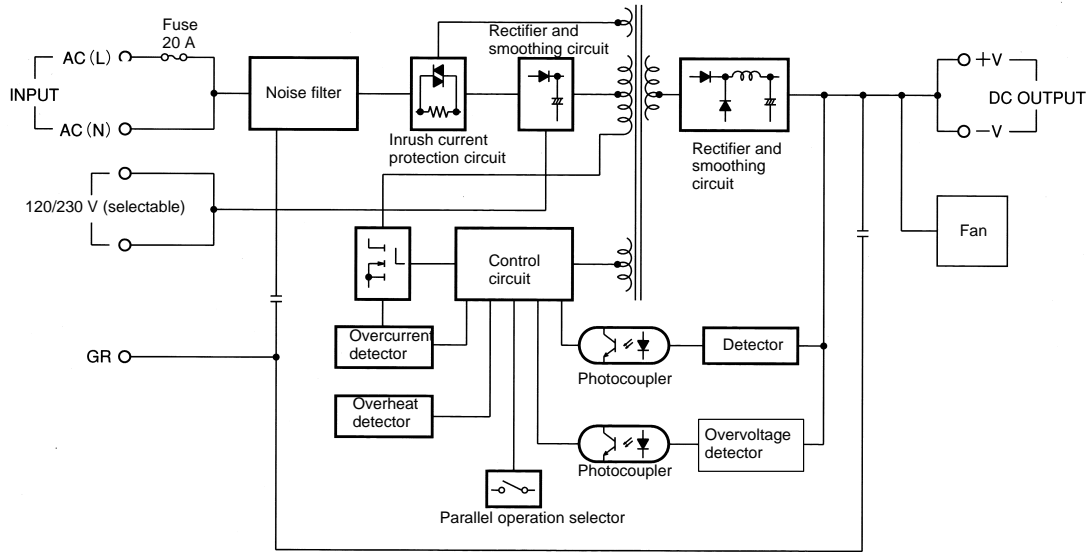 Fuse
20 A
AC (L)
INPUT
AC (N)
120/230 V (selectable)
GR
Noise filter
Inrush current
protection circuit
Rectifier and
smoothing circuit
Rectifier and
smoothing
circuit
+V
DC OUTPUT
−V
Fan
Control
circuit
Overcurrent
detector
Overheat
detector
Photocoupler
Detector
Photocoupler
Overvoltage
detector
Parallel operation selector